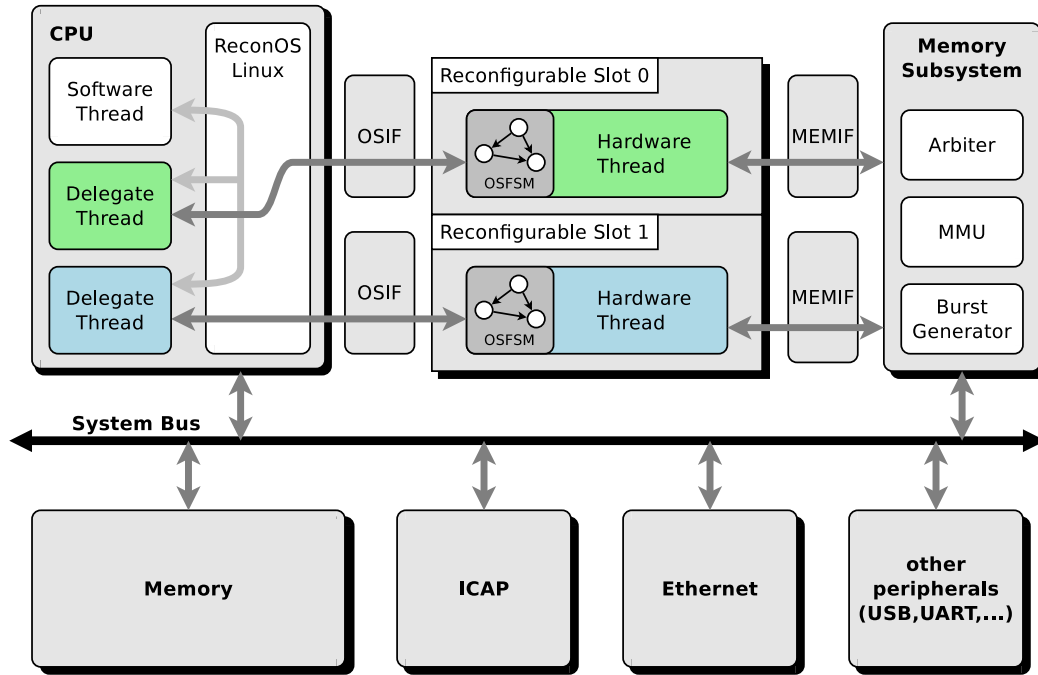 CPU
Software
Thread
Delegate
Thread
Delegate
Thread
ReconOS
Linux
OSIF
OSIF
Reconfigurable Slot 0
OSFSM
Hardware
Thread
Reconfigurable Slot 1
OSFSM
Hardware
Thread
MEMIF
MEMIF
Memory
Subsystem
Arbiter
MMU
Burst
Generator
System Bus
Memory
ICAP
Ethernet
other
peripherals
(USB,UART,...)